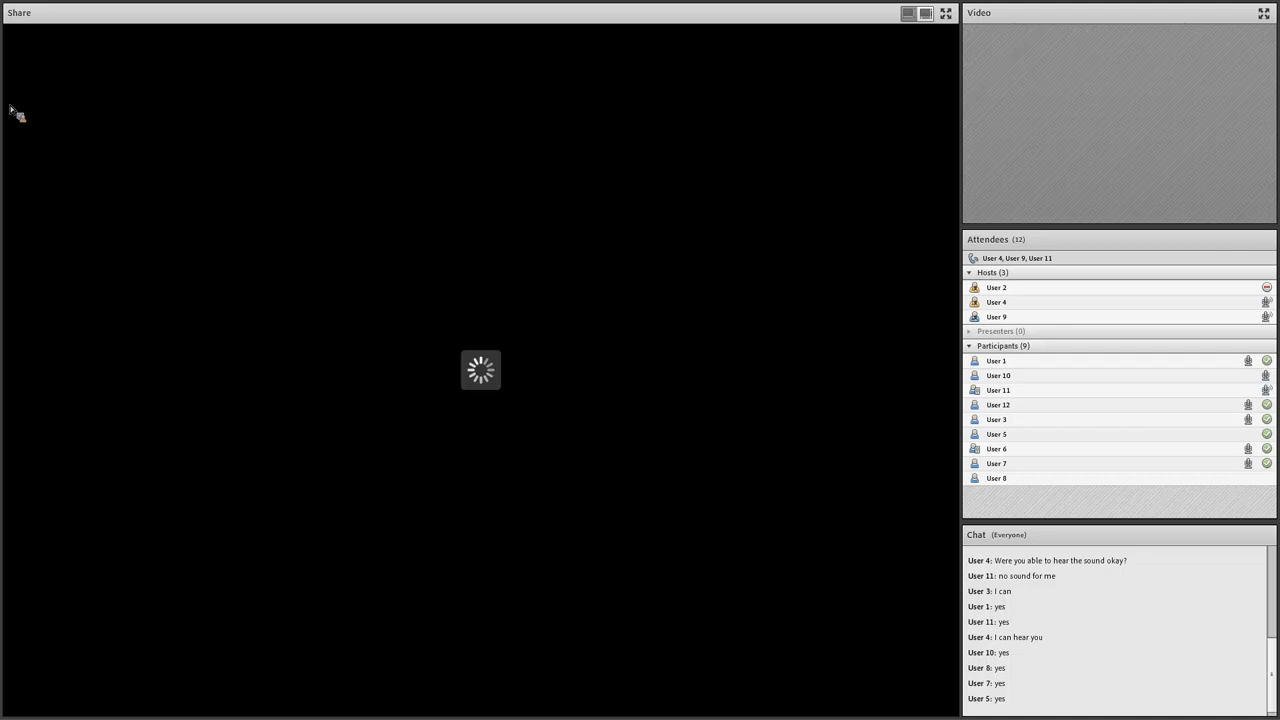 Share
Video
Attendees (12)
User 4, User 9, User 11
Hosts (3)
User 2
User 4
User 9
Presenters (0)
Participants (9)
User 1
User 10
User 11
User 12
User 3
User 5
User 6
User 7
User 8
Chat (Everyone)
User 4: Were you able to hear the sound okay?
User 11: no sound for me
User 3: I can
User 1: yes
User 11: yes
User 4: I can hear you
User 10: yes
User 8: yes
User 7: yes
User 5: yes